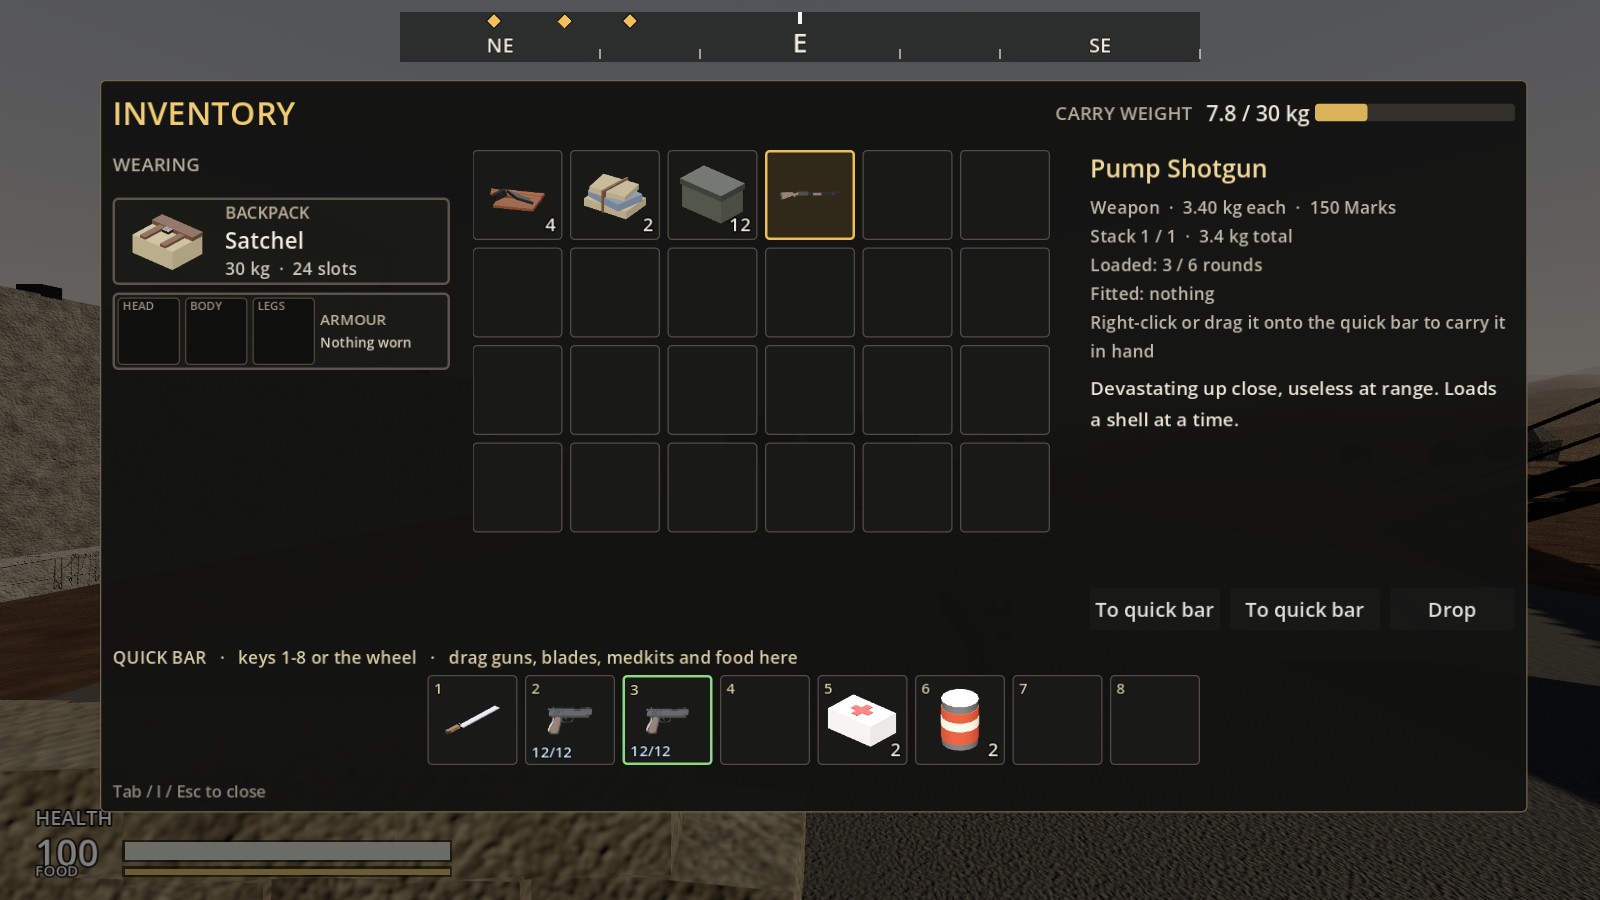 NE E SE
INVENTORY
CARRY WEIGHT 7.8 / 30 kg
WEARING
BACKPACK
Satchel
30 kg · 24 slots
HEAD BODY LEGS
ARMOUR
Nothing worn
4 2 12
Pump Shotgun
Weapon · 3.40 kg each · 150 Marks
Stack 1 / 1 · 3.4 kg total
Loaded: 3 / 6 rounds
Fitted: nothing
Right-click or drag it onto the quick bar to carry it
in hand
Devastating up close, useless at range. Loads
a shell at a time.
To quick bar To quick bar Drop
QUICK BAR · keys 1-8 or the wheel · drag guns, blades, medkits and food here
1 2 3 4 5 6 7 8
12/12 12/12 2 2
Tab / I / Esc to close
HEALTH
100
FOOD